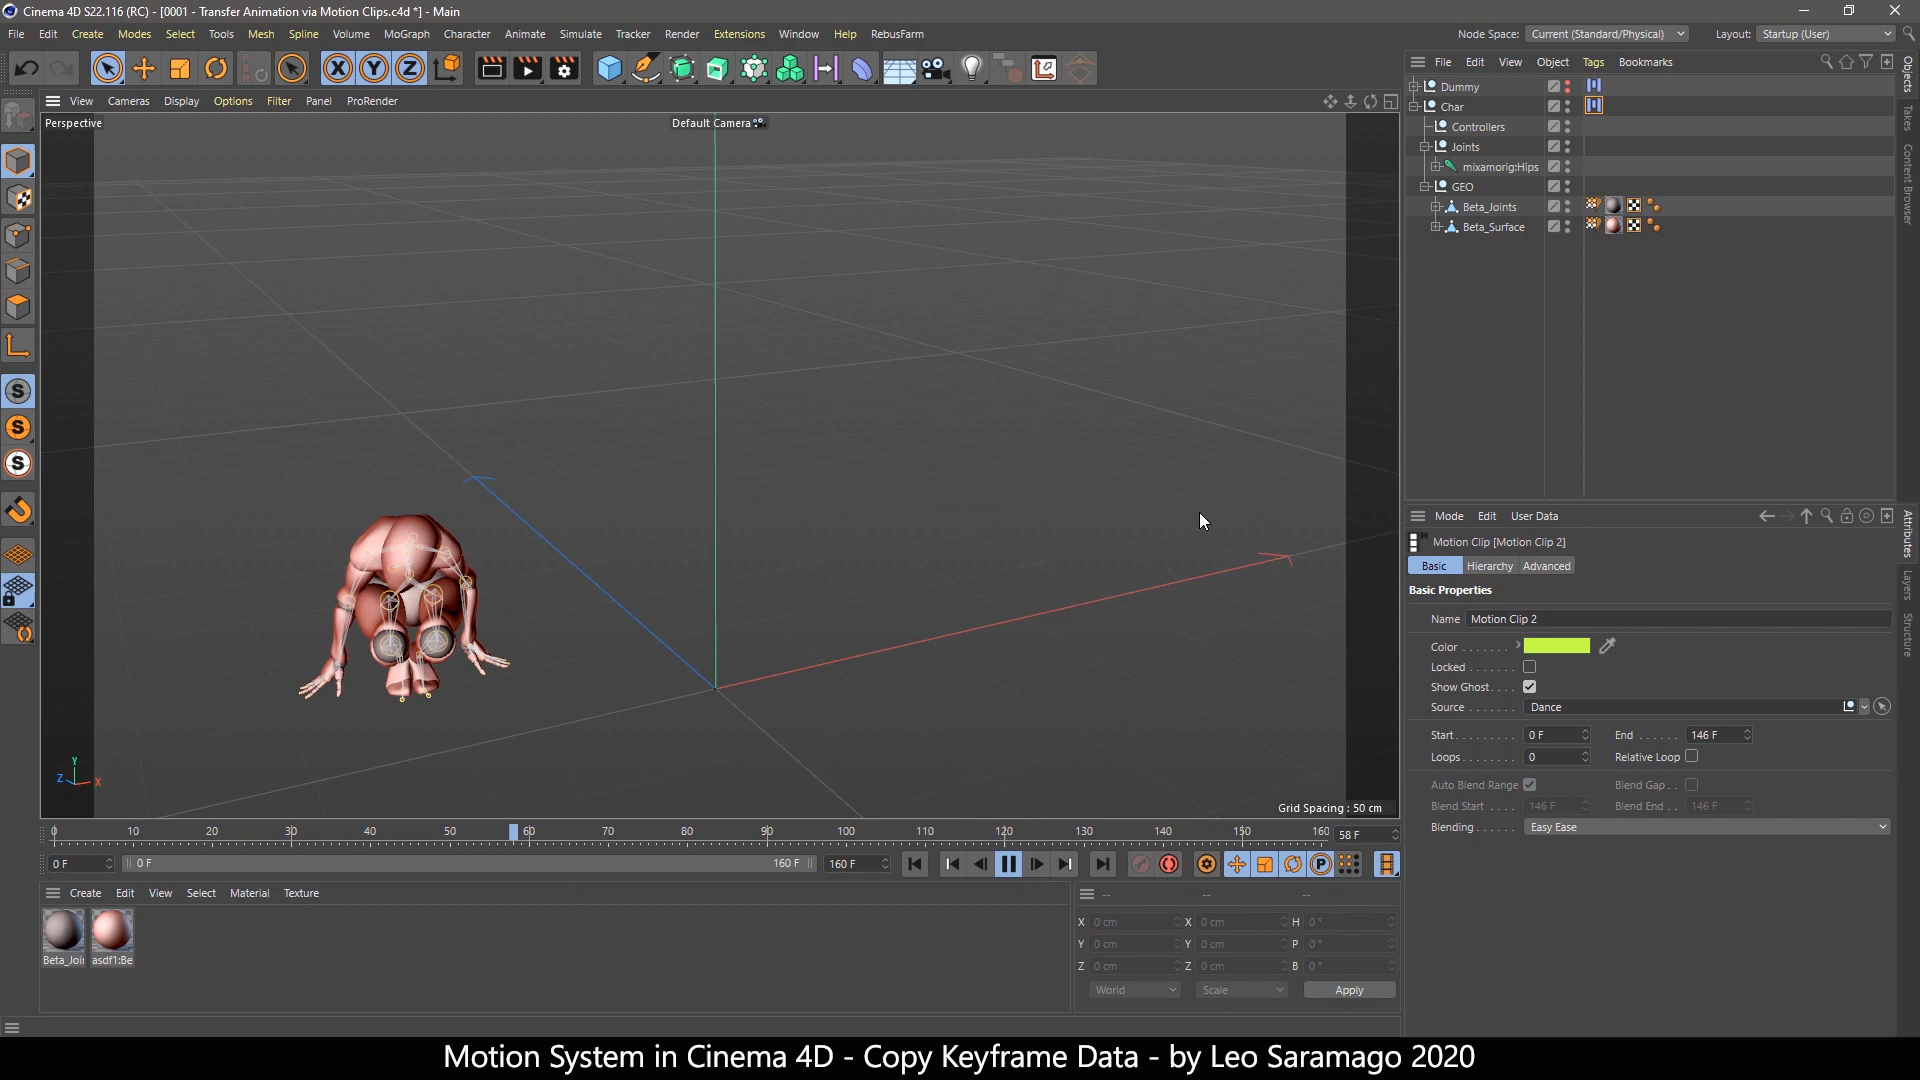 Cinema 4D S22.116 (RC) - [0001 - Transfer Animation via Motion Clips.c4d *] - Main
File Edit Create Modes Select Tools Mesh Spline Volume MoGraph Character Animate Simulate Tracker Render Extensions Window Help RebusFarm Node Space: Current (Standard/Physical) Layout: Startup (User)
View Cameras Display Options Filter Panel ProRender
Perspective
Default Camera
File Edit View Object Tags Bookmarks
Dummy
Char
Controllers
Joints
mixamorig:Hips
GEO
Beta_Joints
Beta_Surface
Objects
Takes
Content Browser
Mode Edit User Data
Motion Clip [Motion Clip 2]
Basic Hierarchy Advanced
Basic Properties
Name Motion Clip 2
Color . . . . . . .
Locked . . . . . . .
Show Ghost. . . .
Source . . . . . . . Dance
Start. . . . . . . . . 0 F End . . . . . . 146 F
Loops. . . . . . . . 0 Relative Loop
Auto Blend Range Blend Gap . .
Blend Start . . . . 146 F Blend End . . 146 F
Blending. . . . . . Easy Ease
Attributes
Layers
Structure
Y
Z X
Grid Spacing : 50 cm
0 10 20 30 40 50 60 70 80 90 100 110 120 130 140 150 160 58 F
0 F 0 F 160 F 160 F
Create Edit View Select Material Texture
Beta_Joi asdf1:Be
-- -- --
X 0 cm X 0 cm H 0 °
Y 0 cm Y 0 cm P 0 °
Z 0 cm Z 0 cm B 0 °
World Scale Apply
Motion System in Cinema 4D - Copy Keyframe Data - by Leo Saramago 2020